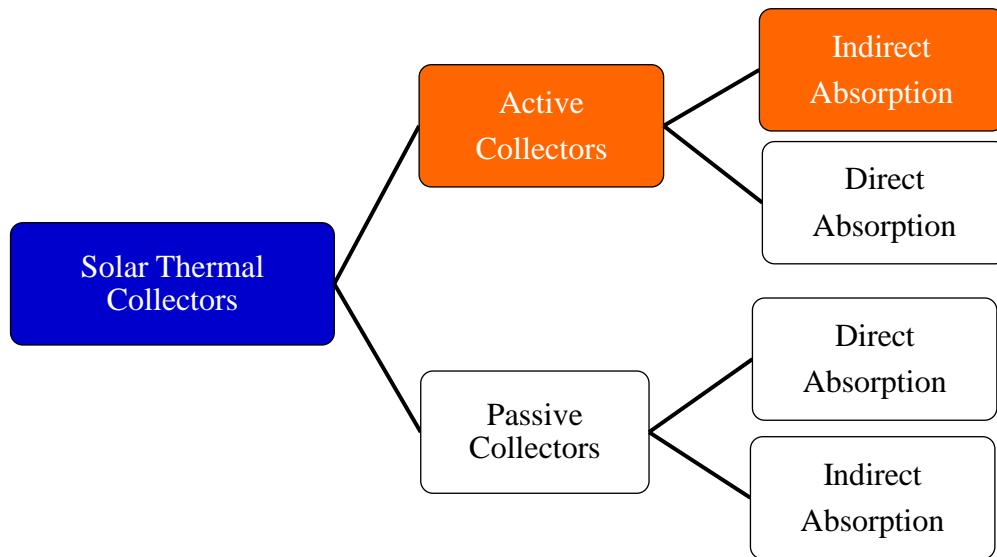 Indirect
Absorption
Active
Collectors
Direct
Absorption
Solar Thermal
Collectors
Direct
Absorption
Passive
Collectors
Indirect
Absorption